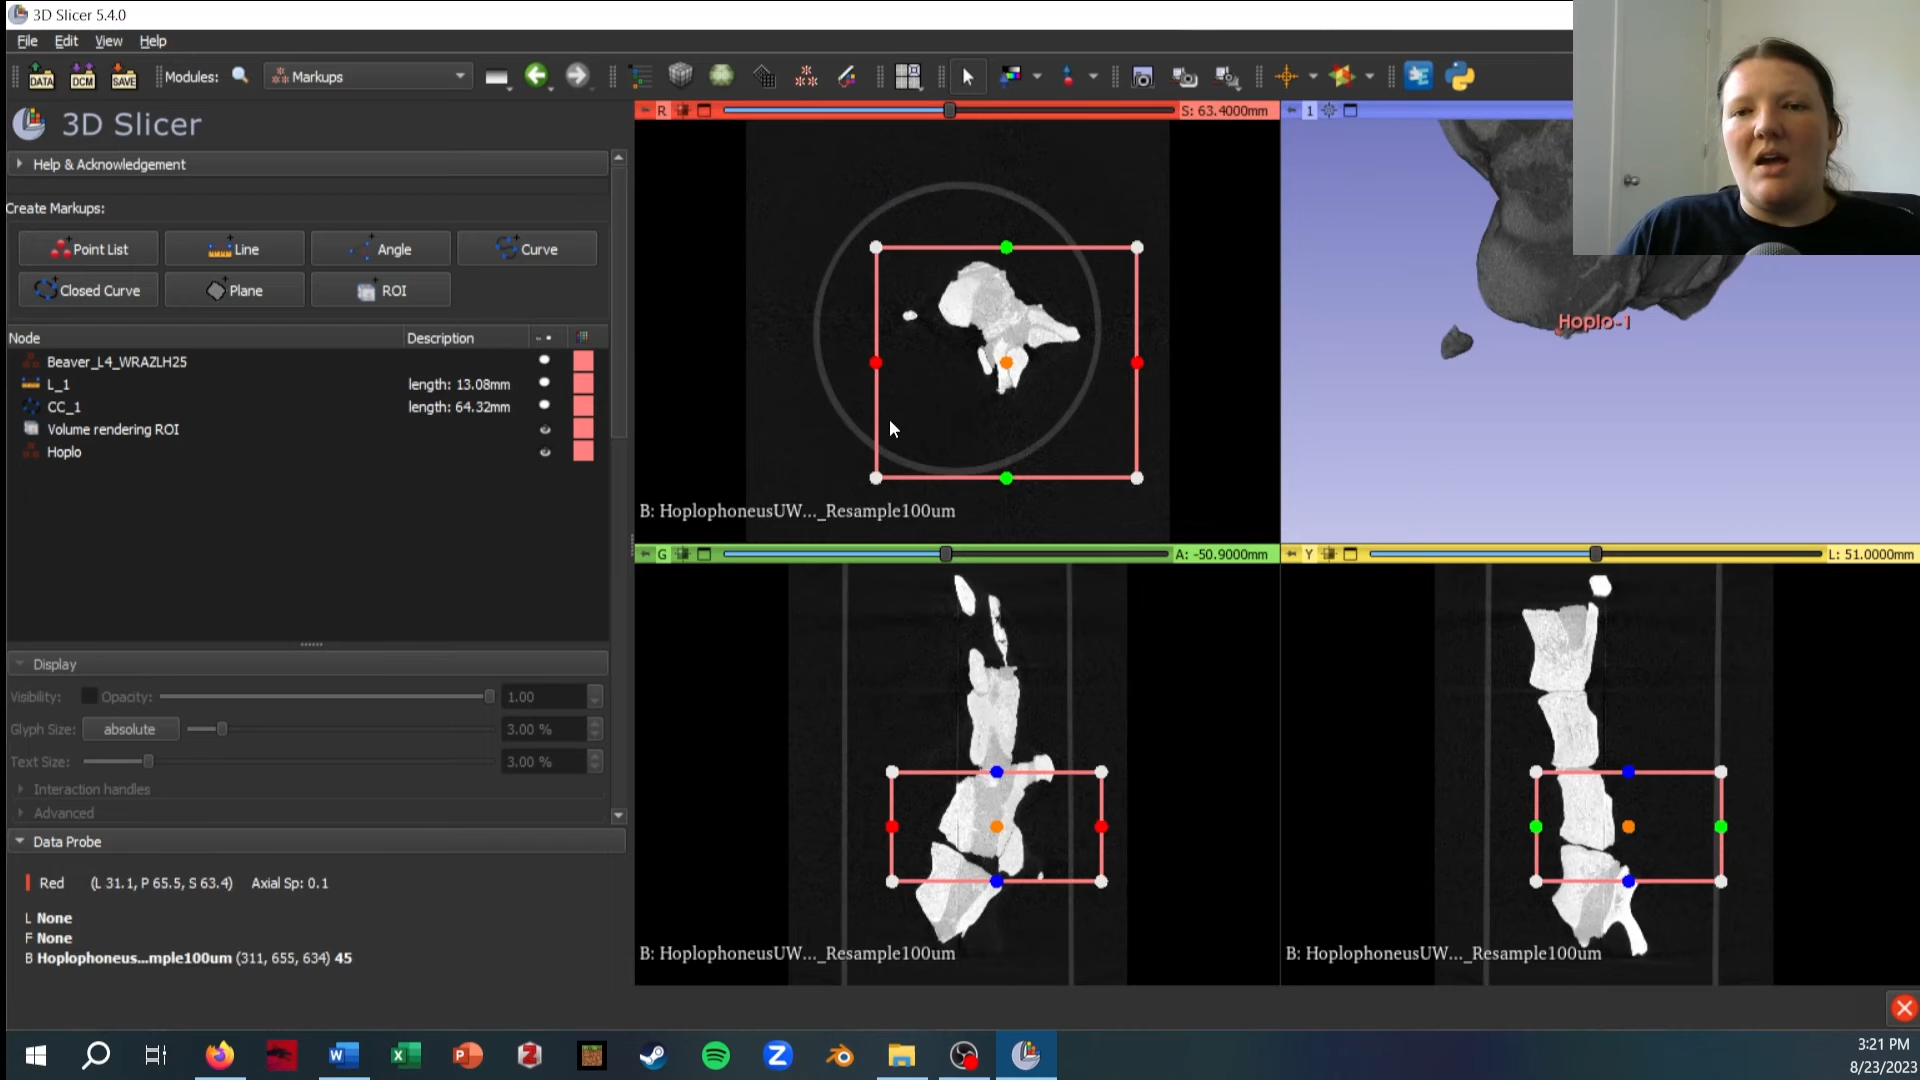 3D Slicer 5.4.0
File Edit View Help
DATA DCM SAVE Modules: Markups
3D Slicer
Help & Acknowledgement
Create Markups:
Point List Line Angle Curve
Closed Curve Plane ROI
Node Description
Beaver_L4_WRAZLH25
L_1 length: 13.08mm
CC_1 length: 64.32mm
Volume rendering ROI
Hoplo
Display
Visibility: Opacity: 1.00
Glyph Size: absolute 3.00 %
Text Size: 3.00 %
Interaction handles
Advanced
Data Probe
Red (L 31.1, P 65.5, S 63.4) Axial Sp: 0.1
L None
F None
B Hoplophoneus...mple100um (311, 655, 634) 45
R S: 63.4000mm
B: HoplophoneusUW..._Resample100um
1
Hoplo-1
G A: -50.9000mm
B: HoplophoneusUW..._Resample100um
Y L: 51.0000mm
B: HoplophoneusUW..._Resample100um
3:21 PM
8/23/2023